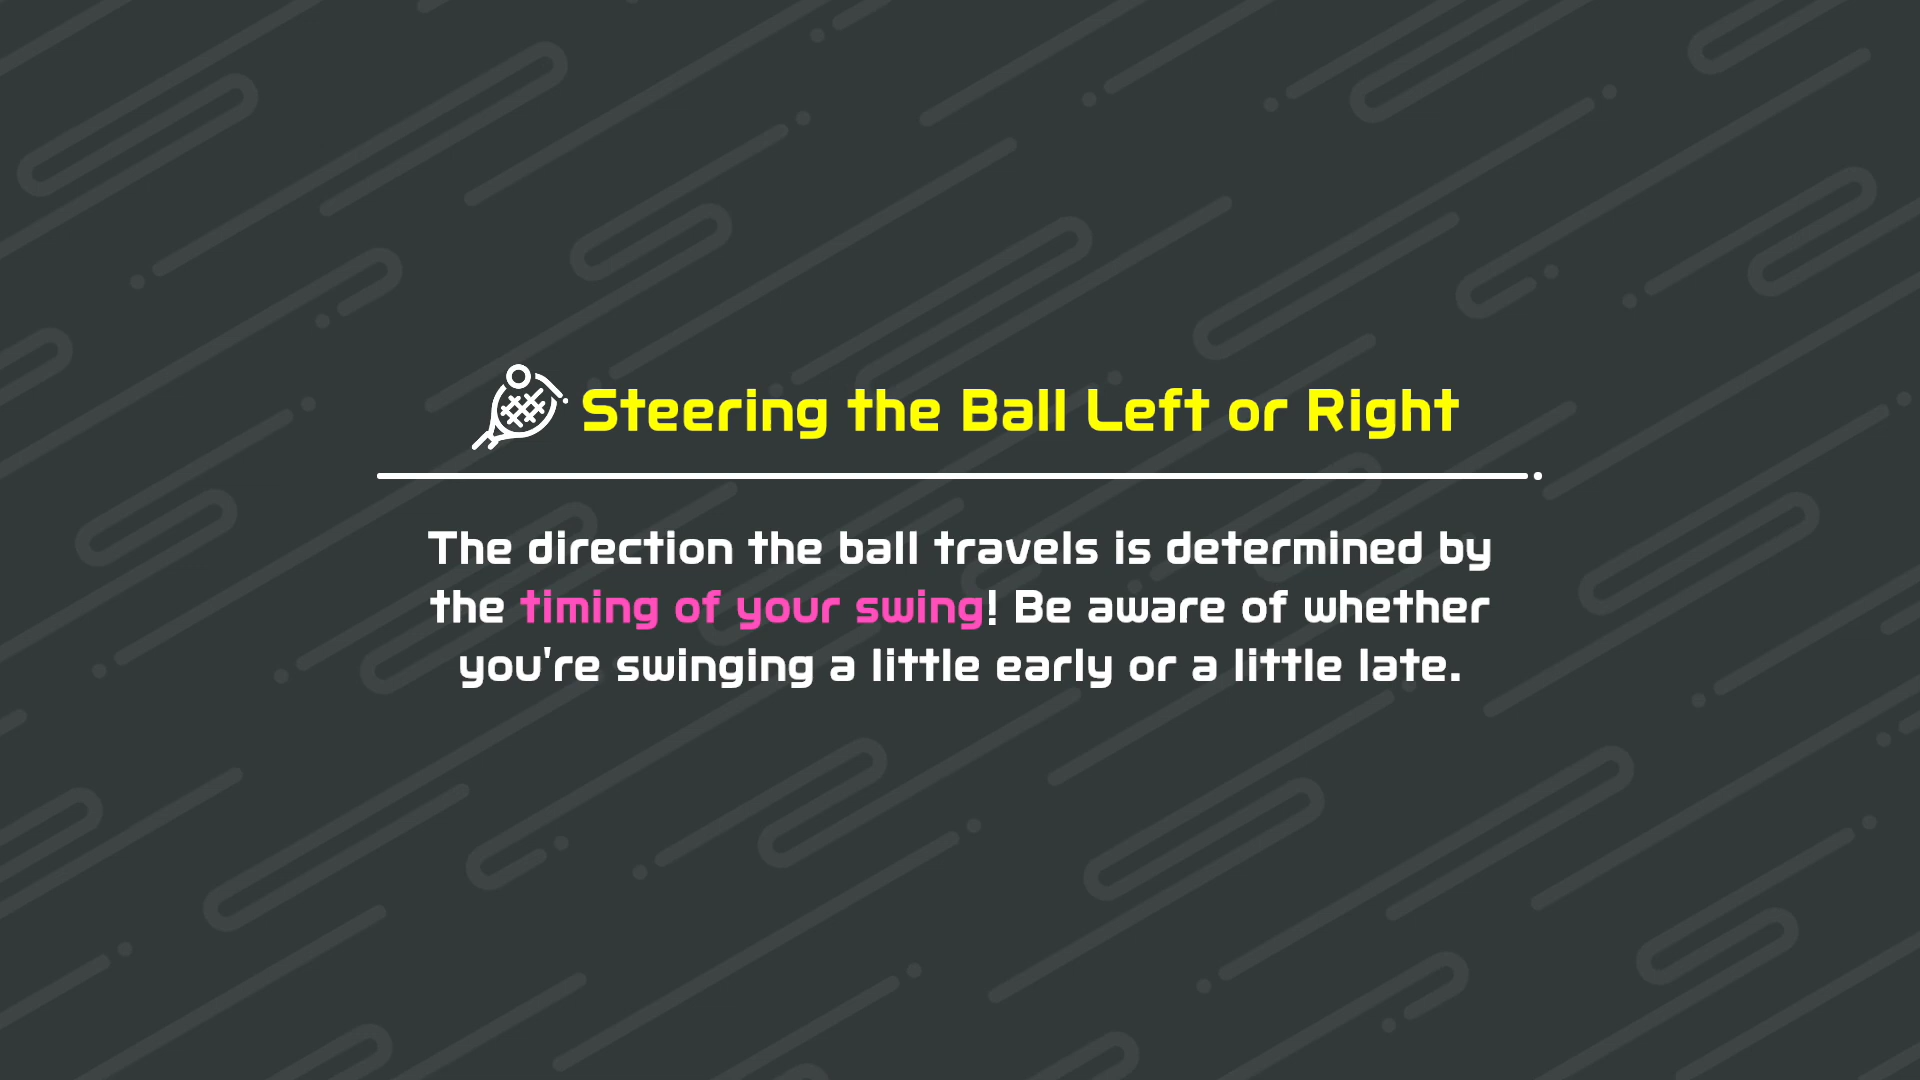 Steering the Ball Left or Right
The direction the ball travels is determined by
the timing of your swing! Be aware of whether
you're swinging a little early or a little late.